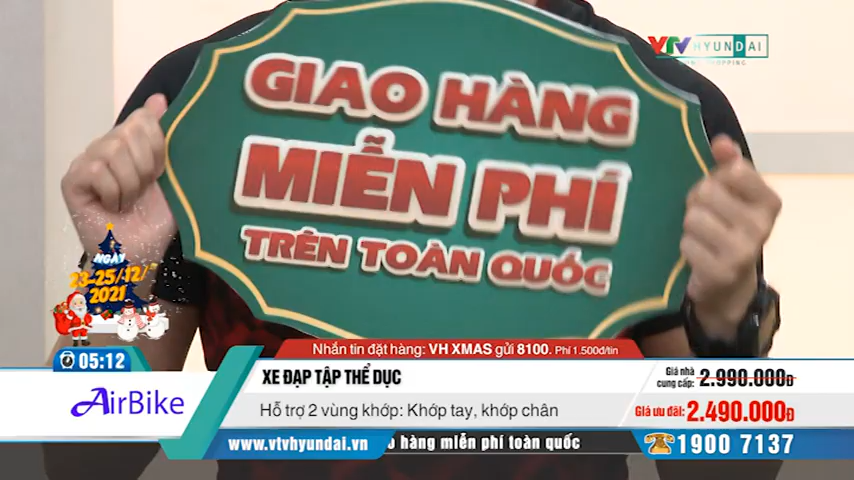 VTV HYUNDAI
GIAO HÀNG
MIỄN PHÍ
TRÊN TOÀN QUỐC
NGÀY
23-25/12/
2021
Nhắn tin đặt hàng: VH XMAS gửi 8100. Phí 1.500đ/tin
05:12
XE ĐẠP TẬP THỂ DỤC
Giá nhà
cung cấp: 2.990.000Đ
AirBike
Hỗ trợ 2 vùng khớp: Khớp tay, khớp chân
Giá ưu đãi: 2.490.000Đ
www.vtvhyundai.vn
hàng miễn phí toàn quốc
1900 7137